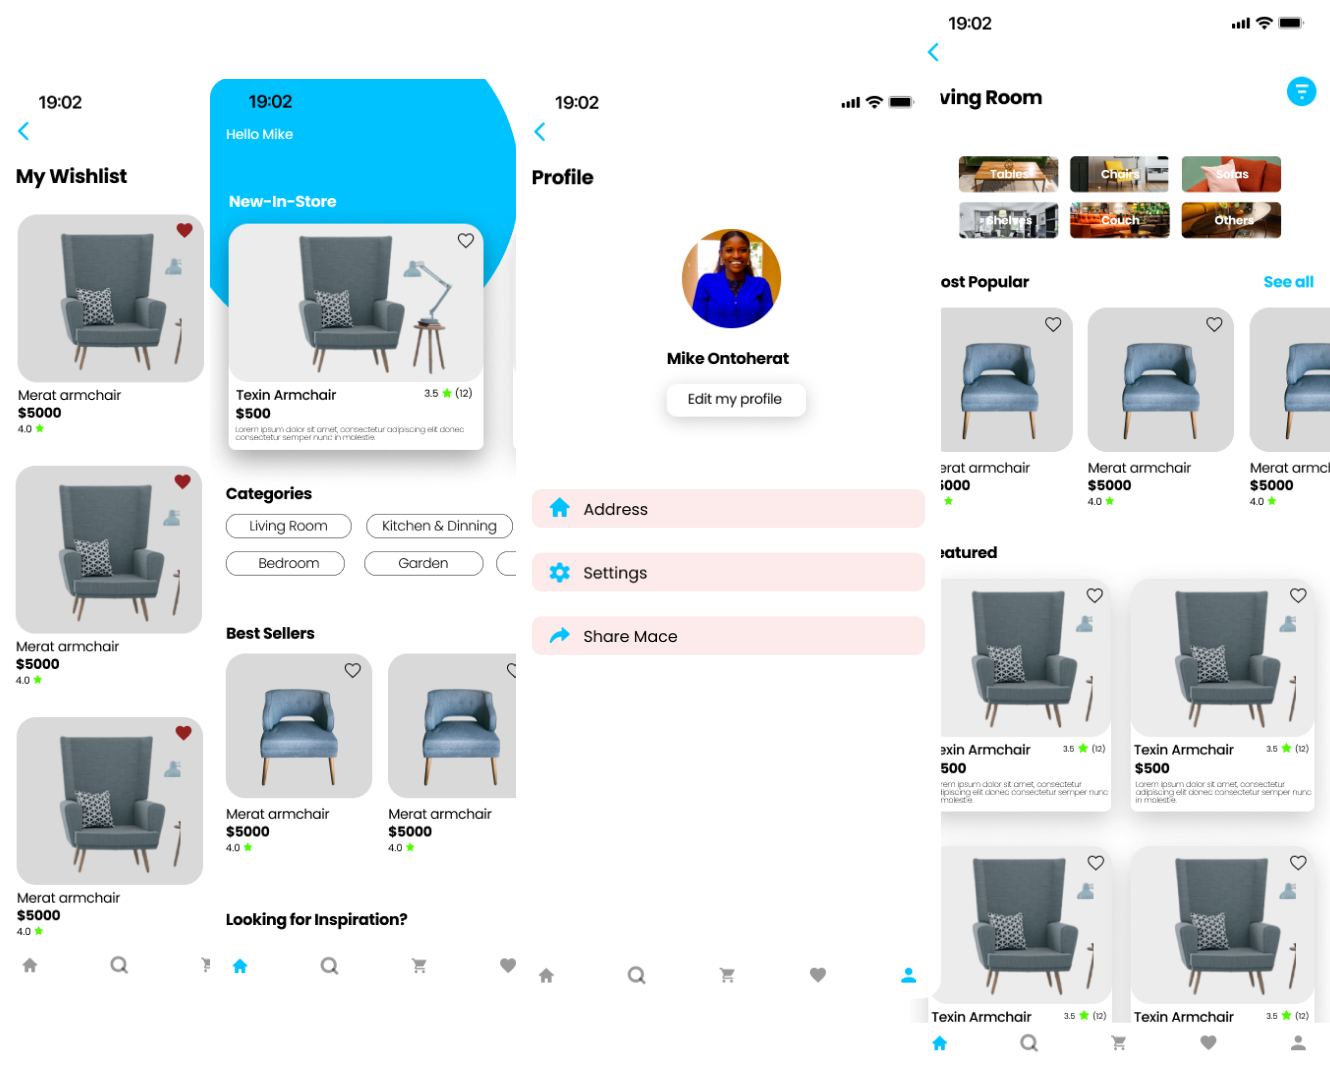 19:02
My Wishlist
Merat armchair
$5000
4.0
Merat armchair
$5000
4.0
Merat armchair
$5000
4.0
19:02
Hello Mike
New-In-Store
Texin Armchair
3.5 (12)
$500
Lorem ipsum dolor sit amet, consectetur adipiscing elit donec
consectetur semper nunc in molestie.
Categories
Living Room
Kitchen & Dinning
Bedroom
Garden
Best Sellers
Merat armchair
$5000
4.0
Merat armchair
$5000
4.0
Looking for Inspiration?
19:02
Profile
Mike Ontoherat
Edit my profile
Address
Settings
Share Mace
19:02
ving Room
Tables
Chairs
Sofas
Shelves
Couch
Others
ost Popular
See all
erat armchair
5000
Merat armchair
$5000
4.0
Merat armch
$5000
4.0
eatured
exin Armchair
3.5 (12)
500
rem ipsum dolor sit amet, consectetur
dipiscing elit donec consectetur semper nunc
molestie.
Texin Armchair
3.5 (12)
$500
Lorem ipsum dolor sit amet, consectetur
adipiscing elit donec consectetur semper nunc
in molestie.
Texin Armchair
3.5 (12)
Texin Armchair
3.5 (12)